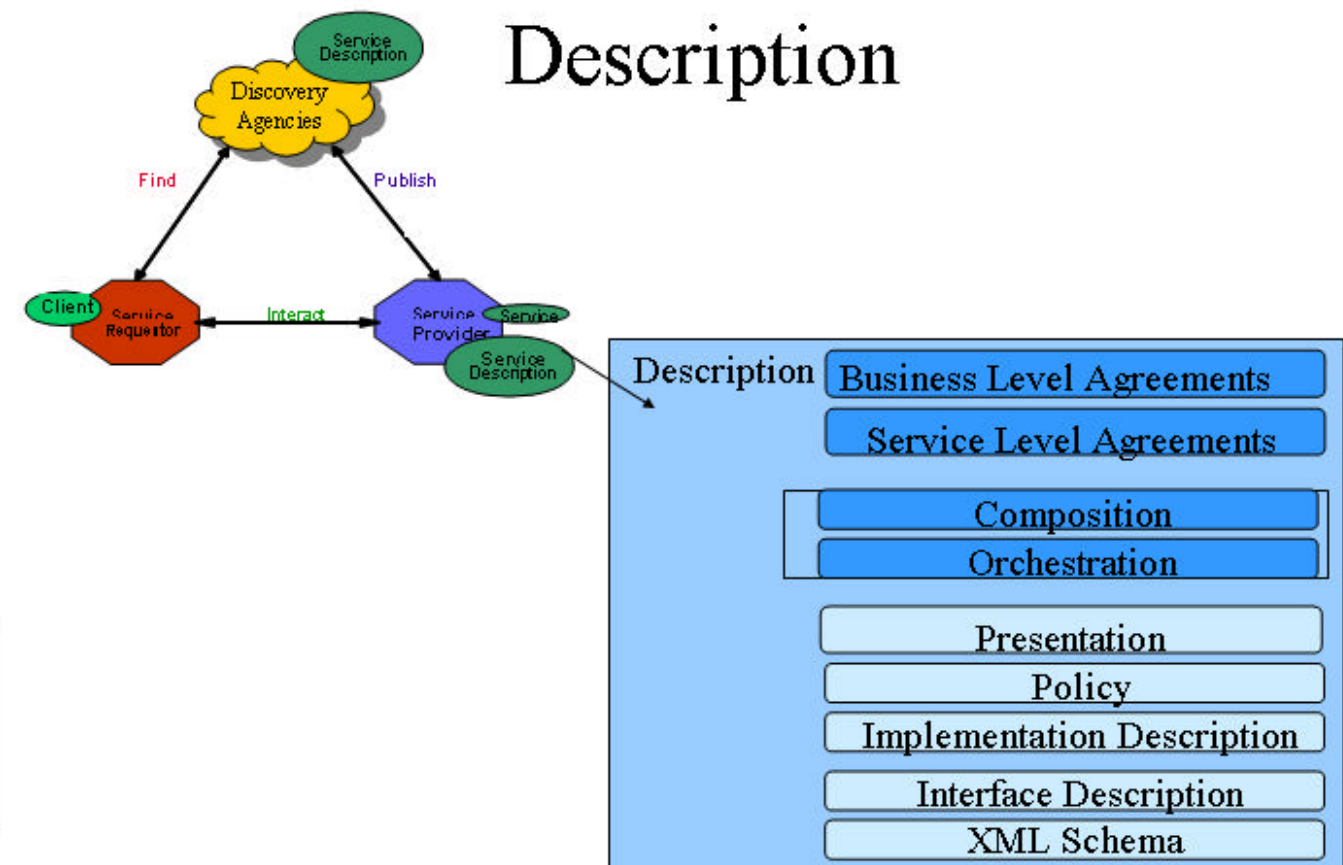 Description
Service
Description
Discovery
Agencies
Find
Publish
Client
Service
Requestor
Interact
Service
Provider
Service
Service
Description
Description
Business Level Agreements
Service Level Agreements
Composition
Orchestration
Presentation
Policy
Implementation Description
Interface Description
XML Schema